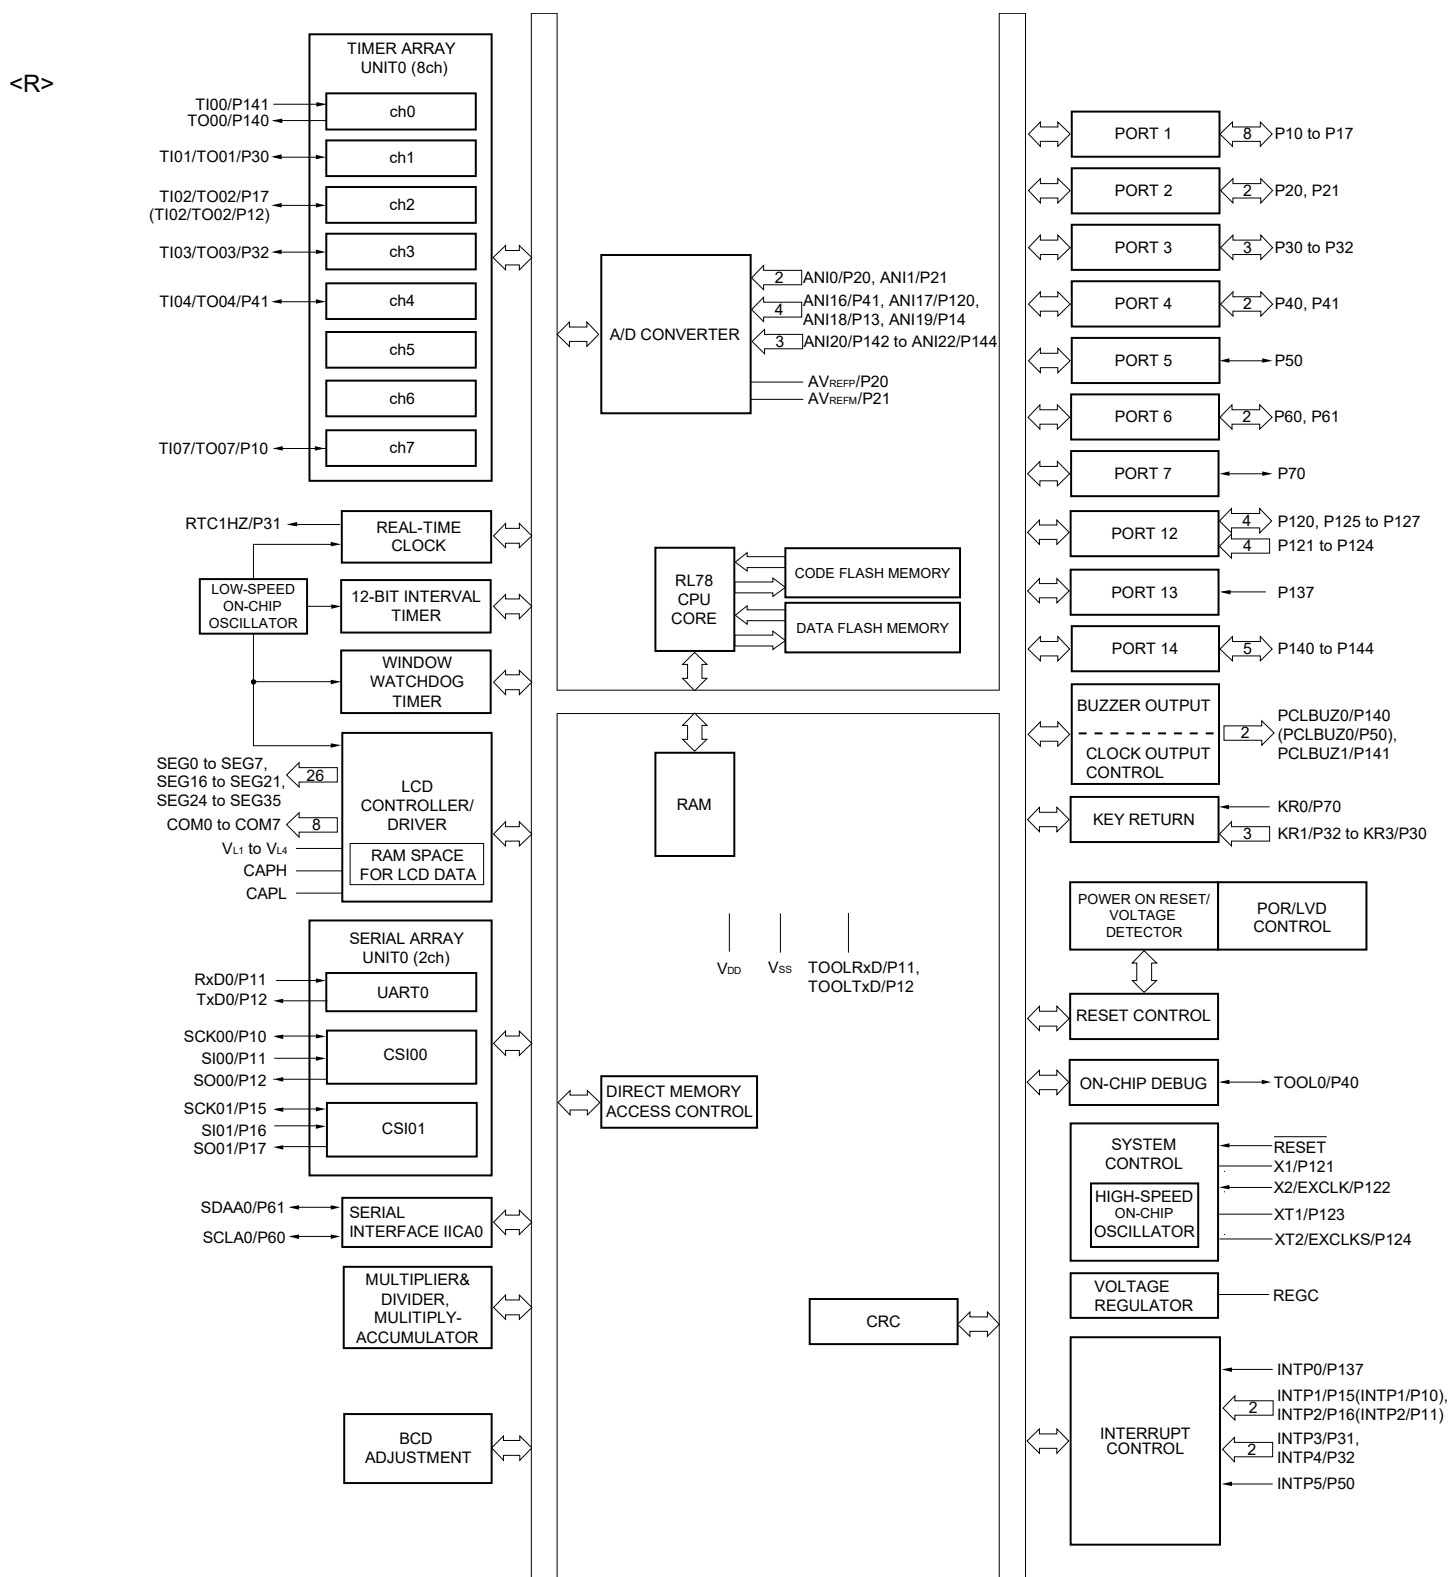 <R>
TIMER ARRAY
UNIT0 (8ch)
TI00/P141
TO00/P140
ch0
TI01/TO01/P30
ch1
TI02/TO02/P17
(TI02/TO02/P12)
ch2
TI03/TO03/P32
ch3
TI04/TO04/P41
ch4
ch5
ch6
TI07/TO07/P10
ch7
RTC1HZ/P31
REAL-TIME
CLOCK
LOW-SPEED
ON-CHIP
OSCILLATOR
12-BIT INTERVAL
TIMER
WINDOW
WATCHDOG
TIMER
SEG0 to SEG7,
SEG16 to SEG21,
SEG24 to SEG35
26
COM0 to COM7
8
VL1 to VL4
CAPH
CAPL
LCD
CONTROLLER/
DRIVER
RAM SPACE
FOR LCD DATA
SERIAL ARRAY
UNIT0 (2ch)
RxD0/P11
TxD0/P12
UART0
SCK00/P10
SI00/P11
SO00/P12
CSI00
SCK01/P15
SI01/P16
SO01/P17
CSI01
SDAA0/P61
SCLA0/P60
SERIAL
INTERFACE IICA0
MULTIPLIER&
DIVIDER,
MULITIPLY-
ACCUMULATOR
BCD
ADJUSTMENT
A/D CONVERTER
2
ANI0/P20, ANI1/P21
4
ANI16/P41, ANI17/P120,
ANI18/P13, ANI19/P14
3
ANI20/P142 to ANI22/P144
AVREFP/P20
AVREFM/P21
RL78
CPU
CORE
CODE FLASH MEMORY
DATA FLASH MEMORY
RAM
VDD
VSS
TOOLRxD/P11,
TOOLTxD/P12
DIRECT MEMORY
ACCESS CONTROL
CRC
PORT 1
8
P10 to P17
PORT 2
2
P20, P21
PORT 3
3
P30 to P32
PORT 4
2
P40, P41
PORT 5
P50
PORT 6
2
P60, P61
PORT 7
P70
PORT 12
4
P120, P125 to P127
4
P121 to P124
PORT 13
P137
PORT 14
5
P140 to P144
BUZZER OUTPUT
CLOCK OUTPUT
CONTROL
2
PCLBUZ0/P140
(PCLBUZ0/P50),
PCLBUZ1/P141
KEY RETURN
KR0/P70
3
KR1/P32 to KR3/P30
POWER ON RESET/
VOLTAGE
DETECTOR
POR/LVD
CONTROL
RESET CONTROL
ON-CHIP DEBUG
TOOL0/P40
SYSTEM
CONTROL
HIGH-SPEED
ON-CHIP
OSCILLATOR
RESET
X1/P121
X2/EXCLK/P122
XT1/P123
XT2/EXCLKS/P124
VOLTAGE
REGULATOR
REGC
INTERRUPT
CONTROL
INTP0/P137
2
INTP1/P15(INTP1/P10),
INTP2/P16(INTP2/P11)
2
INTP3/P31,
INTP4/P32
INTP5/P50